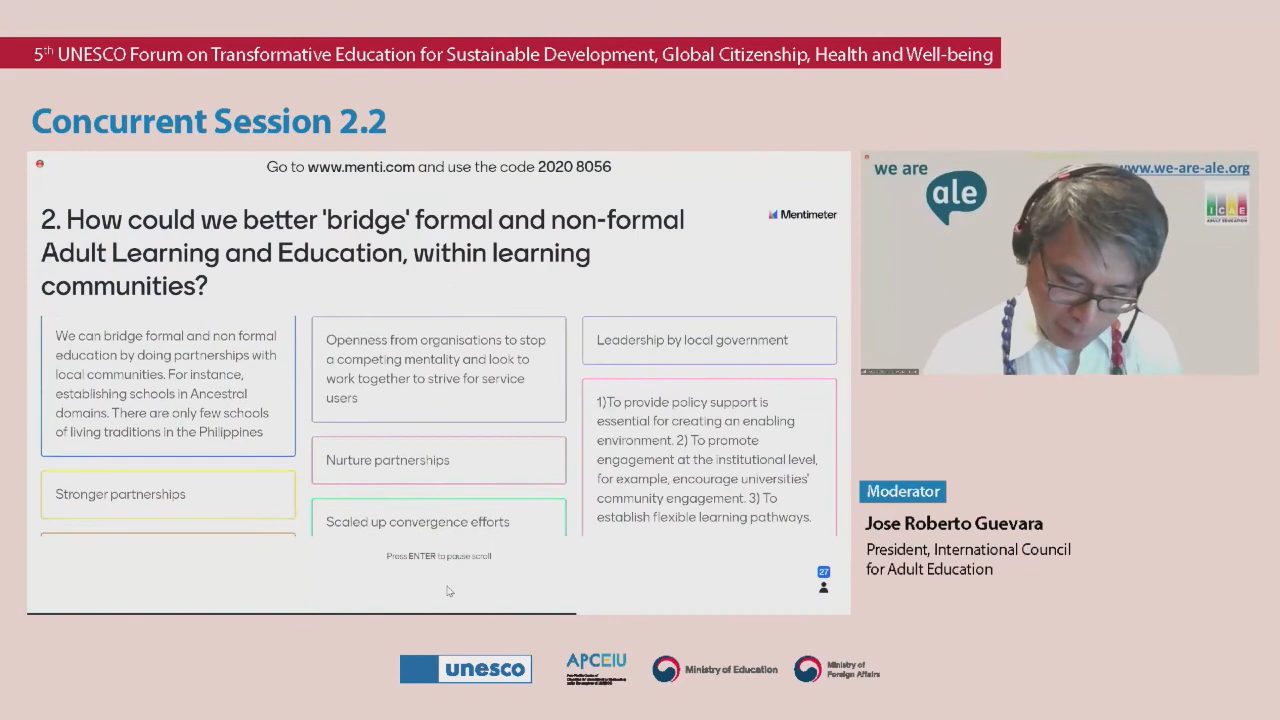 5th UNESCO Forum on Transformative Education for Sustainable Development, Global Citizenship, Health and Well-being
Concurrent Session 2.2
Go to www.menti.com and use the code 2020 8056
2. How could we better 'bridge' formal and non-formal
Adult Learning and Education, within learning
communities?
Mentimeter
We can bridge formal and non formal
education by doing partnerships with
local communities. For instance,
establishing schools in Ancestral
domains. There are only few schools
of living traditions in the Philippines
Stronger partnerships
Openness from organisations to stop
a competing mentality and look to
work together to strive for service
users
Nurture partnerships
Scaled up convergence efforts
Leadership by local government
1)To provide policy support is
essential for creating an enabling
environment. 2) To promote
engagement at the institutional level,
for example, encourage universities'
community engagement. 3) To
establish flexible learning pathways.
Press ENTER to pause scroll
27
we are
ale
www.we-are-ale.org
ICAE
ADULT EDUCATION
Moderator
Jose Roberto Guevara
President, International Council
for Adult Education
unesco
APCEIU
Ministry of Education
Ministry of
Foreign Affairs